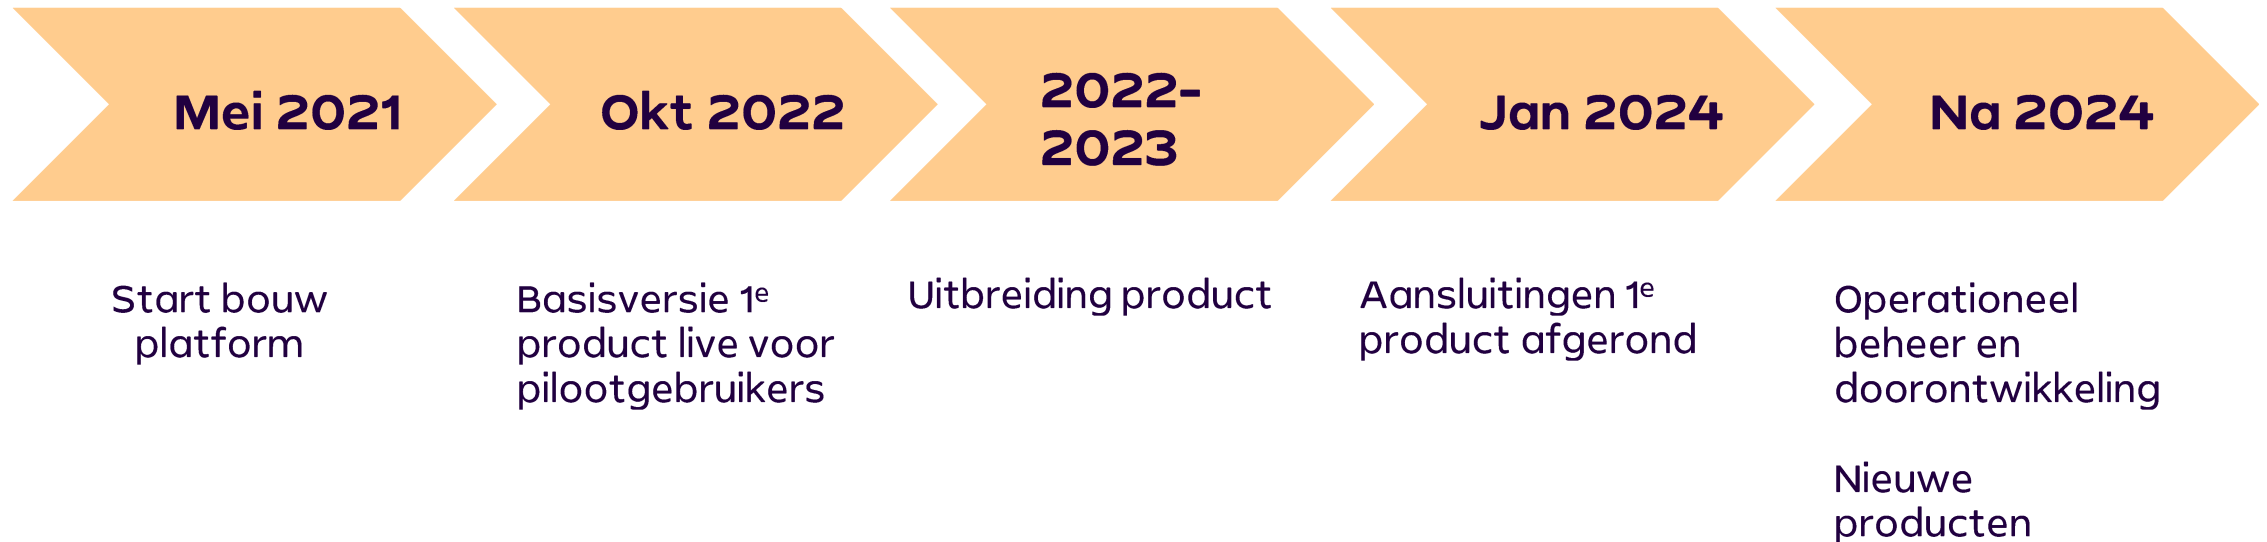 Mei 2021
Okt 2022
2022-
2023
Jan 2024
Na 2024
Start bouw
platform
Basisversie 1ᵉ
product live voor
pilootgebruikers
Uitbreiding product
Aansluitingen 1ᵉ
product afgerond
Operationeel
beheer en
doorontwikkeling
Nieuwe
producten